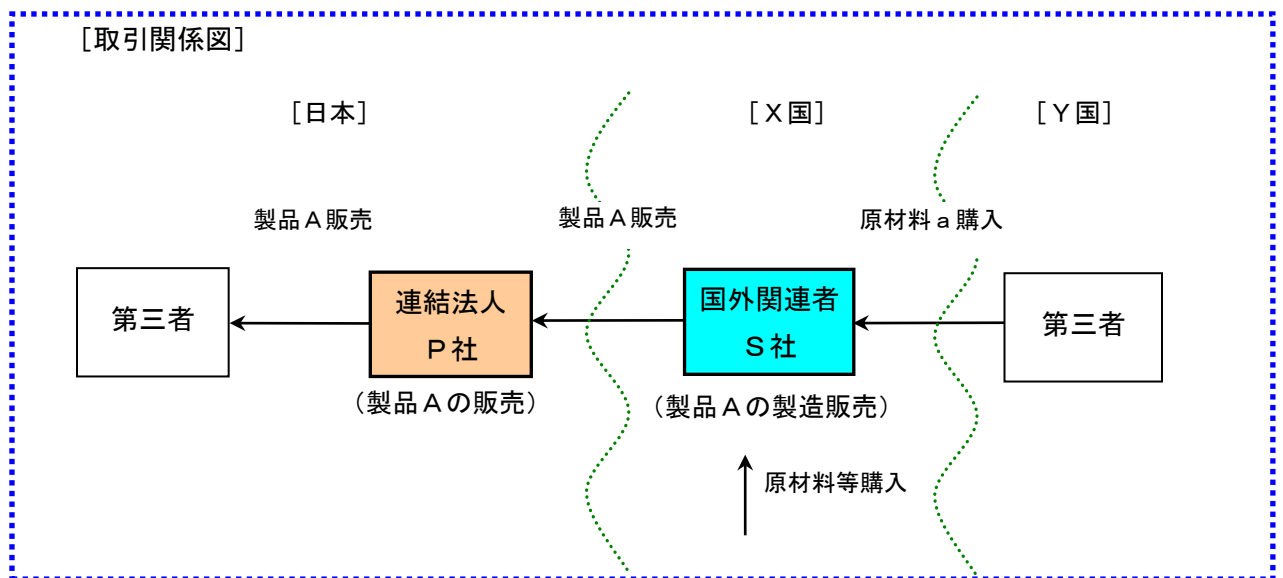 ［取引関係図］
［日本］
［Ｘ国］
［Ｙ国］
製品Ａ販売
製品Ａ販売
原材料ａ購入
第三者
連結法人
Ｐ社
国外関連者
Ｓ社
第三者
（製品Ａの販売）
（製品Ａの製造販売）
原材料等購入